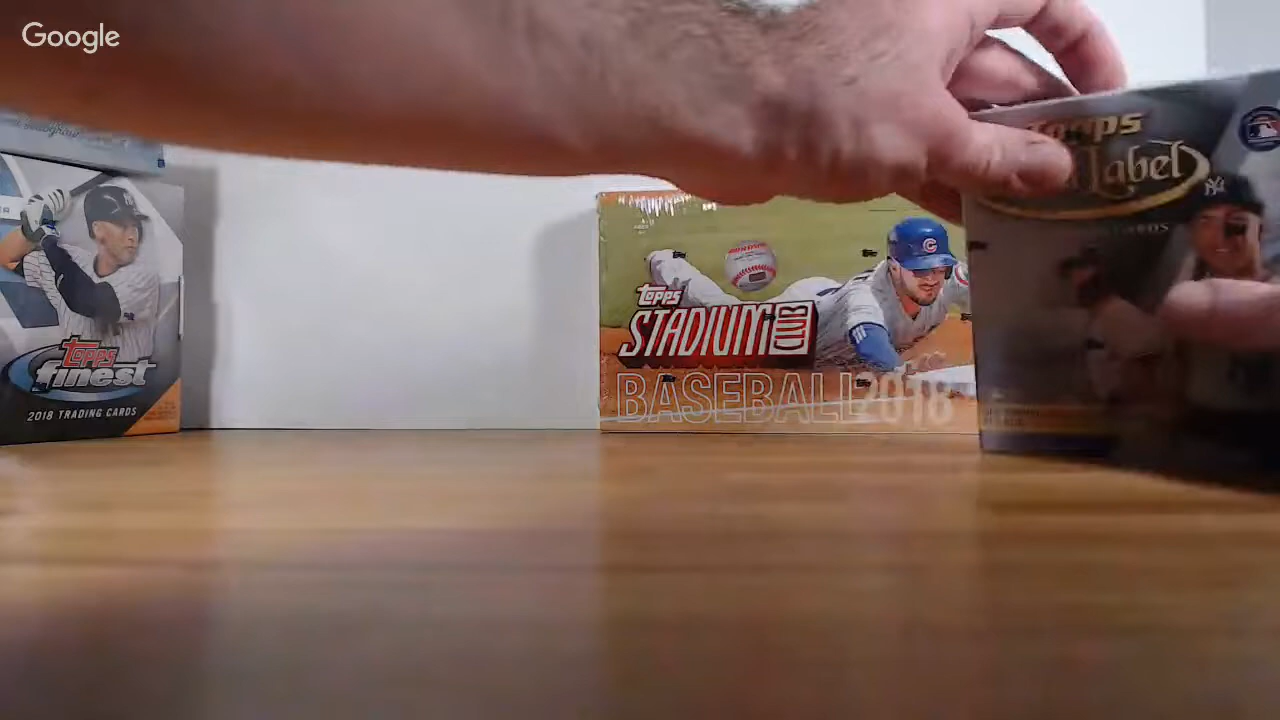 Google
Topps
Label
Topps
STADIUM
CLUB
BASEBALL 2018
Topps
finest
2018 TRADING CARDS